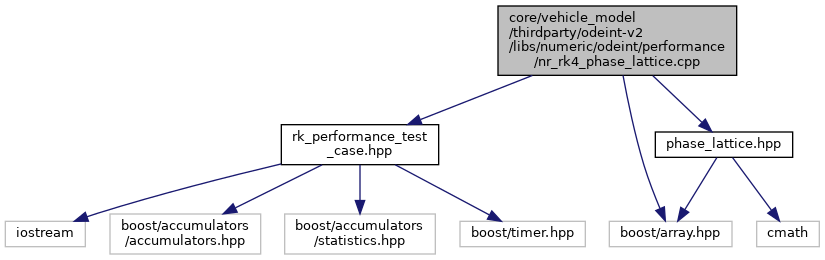 core/vehicle_model
/thirdparty/odeint-v2
/libs/numeric/odeint/performance
/nr_rk4_phase_lattice.cpp
rk_performance_test
_case.hpp
phase_lattice.hpp
iostream
boost/accumulators
/accumulators.hpp
boost/accumulators
/statistics.hpp
boost/timer.hpp
boost/array.hpp
cmath